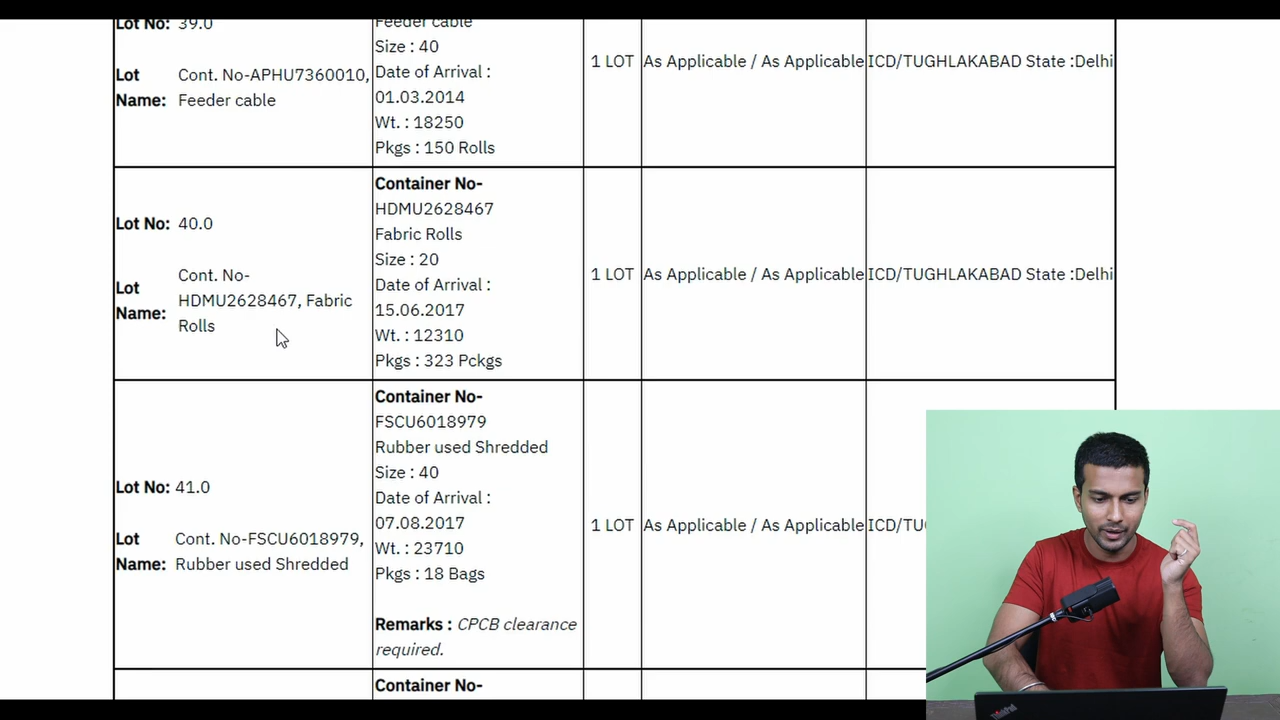 Lot No: 39.0
Lot Name: Cont. No-APHU7360010,
Feeder cable
Feeder cable
Size : 40
Date of Arrival :
01.03.2014
Wt. : 18250
Pkgs : 150 Rolls
1 LOT
As Applicable / As Applicable
ICD/TUGHLAKABAD State :Delhi
Lot No: 40.0
Lot Name: Cont. No-
HDMU2628467, Fabric
Rolls
Container No-
HDMU2628467
Fabric Rolls
Size : 20
Date of Arrival :
15.06.2017
Wt. : 12310
Pkgs : 323 Pckgs
1 LOT
As Applicable / As Applicable
ICD/TUGHLAKABAD State :Delhi
Lot No: 41.0
Lot Name: Cont. No-FSCU6018979,
Rubber used Shredded
Container No-
FSCU6018979
Rubber used Shredded
Size : 40
Date of Arrival :
07.08.2017
Wt. : 23710
Pkgs : 18 Bags
Remarks : CPCB clearance
required.
1 LOT
As Applicable / As Applicable
ICD/TU
Container No-
ThinkPad